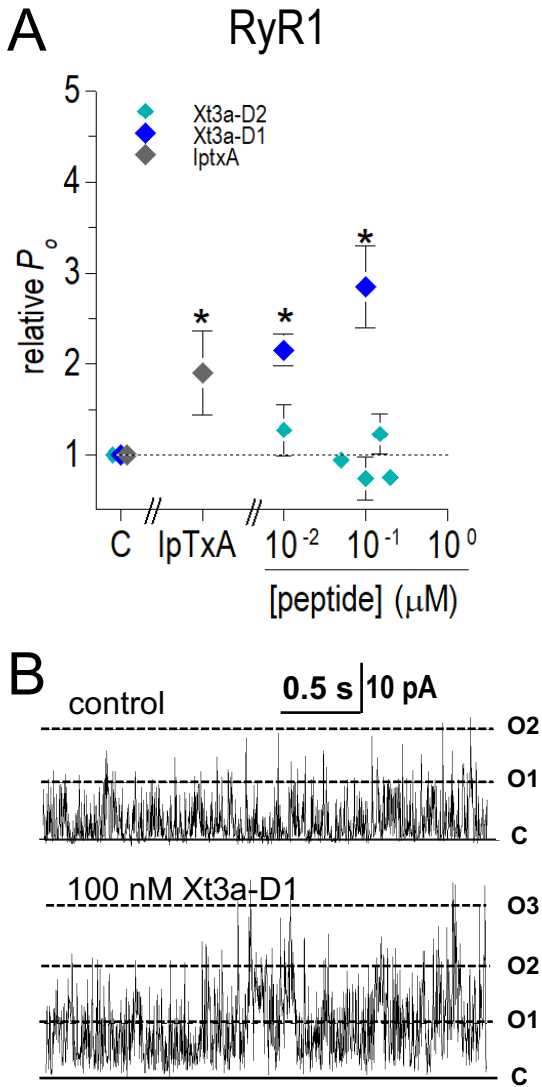 A
RyR1
5
4
3
2
1
relative Po
Xt3a-D2
Xt3a-D1
IptxA
*
*
*
C
IpTxA
10-2
10-1
100
[peptide] (μM)
B
control
0.5 s
10 pA
O2
O1
C
100 nM Xt3a-D1
O3
O2
O1
C